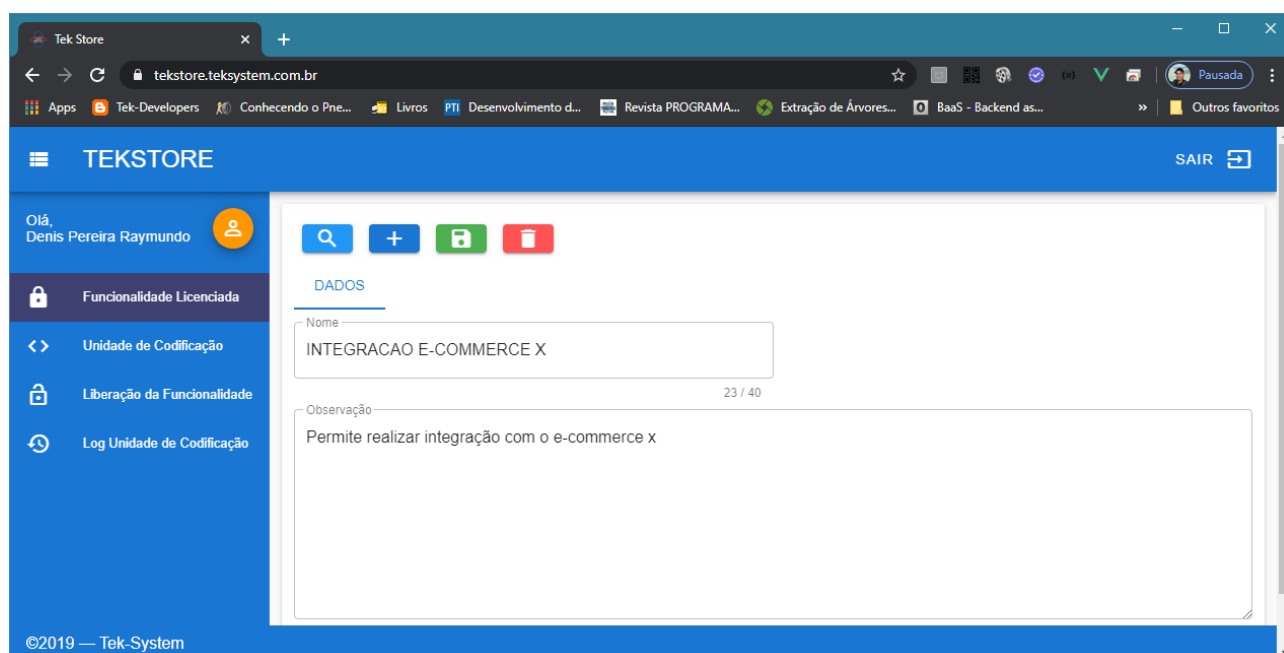 Tek Store
tekstore.teksystem.com.br
Pausada
Apps Tek-Developers Conhecendo o Pne... Livros PTI Desenvolvimento d... Revista PROGRAMA... Extração de Árvores... BaaS - Backend as... » Outros favoritos
TEKSTORE
SAIR
Olá,
Denis Pereira Raymundo
Funcionalidade Licenciada
Unidade de Codificação
Liberação da Funcionalidade
Log Unidade de Codificação
DADOS
Nome
INTEGRACAO E-COMMERCE X
23 / 40
Observação
Permite realizar integração com o e-commerce x
©2019 — Tek-System